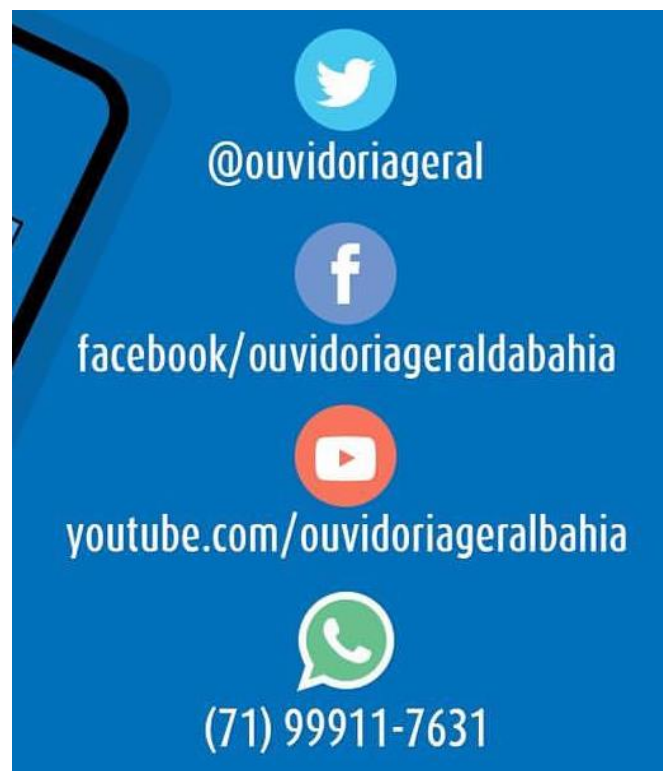 @ouvidoriageral
facebook/ouvidoriageraldabahia
youtube.com/ouvidoriageralbahia
(71) 99911-7631